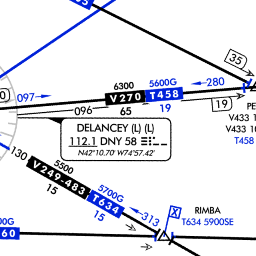 35
280
6300
5600G
V270
T458
097
19
096
65
19
PE
V433 1
V433 10
T458
DELANCEY (L) (L)
112.1 DNY 58
N42°10.70' W74°57.42'
130
5500
V249-483
15
5700G
T634
15
313
X
RIMBA
T634 5900SE
00G
60